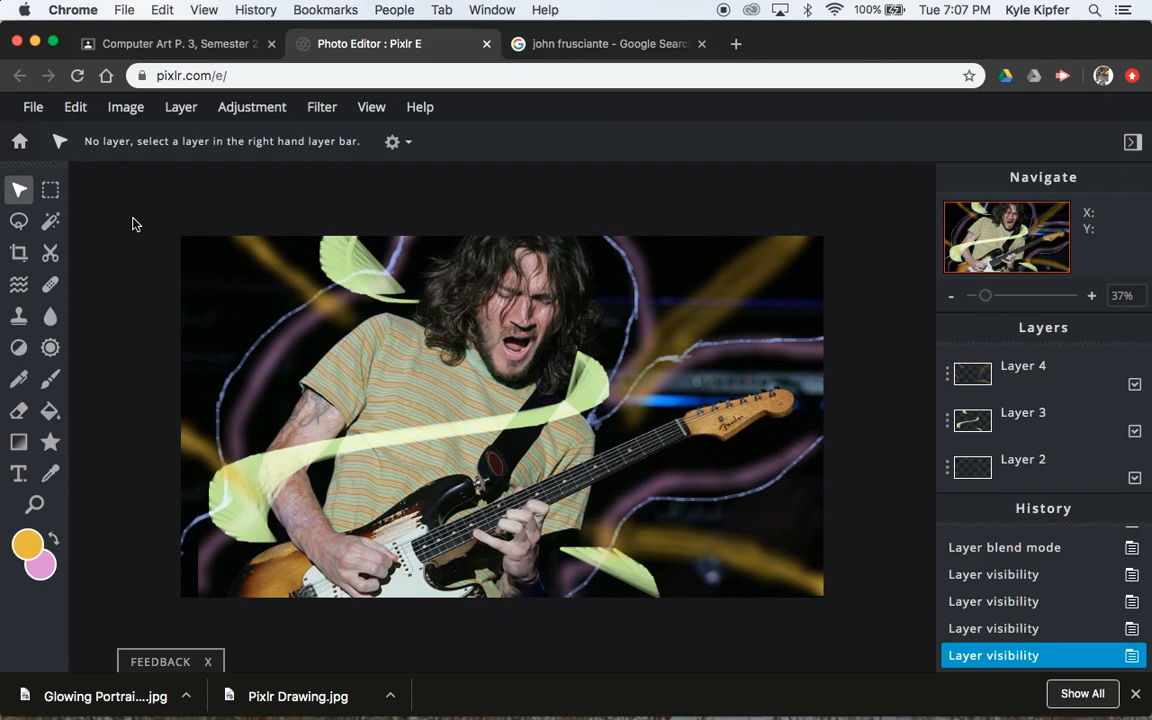 Chrome File Edit View History Bookmarks People Tab Window Help 100% Tue 7:07 PM Kyle Kipfer
Computer Art P. 3, Semester 2 Photo Editor : Pixlr E john frusciante - Google Searc
pixlr.com/e/
File Edit Image Layer Adjustment Filter View Help
No layer, select a layer in the right hand layer bar.
Navigate
X:
Y:
- + 37%
Layers
Layer 4
Layer 3
Layer 2
History
Layer blend mode
Layer visibility
Layer visibility
Layer visibility
Layer visibility
FEEDBACK X
Glowing Portrai....jpg Pixlr Drawing.jpg Show All